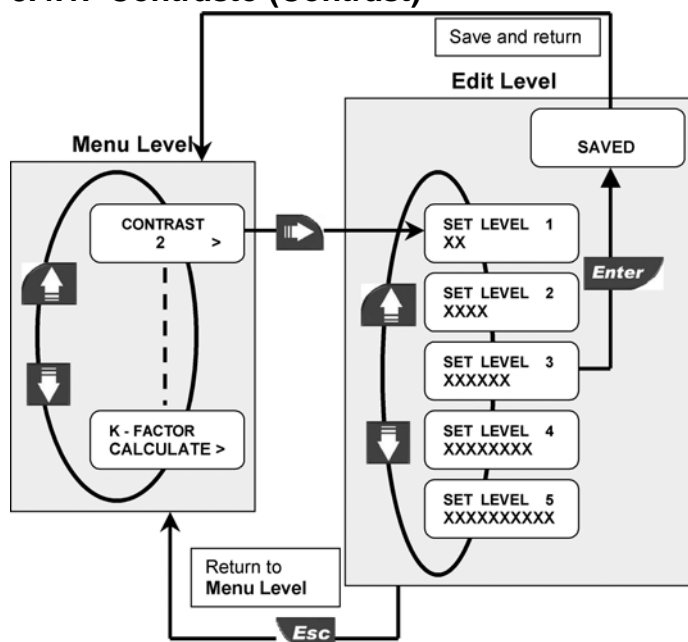 Contraste (Contrast)
Save and return
Edit Level
SAVED
Menu Level
CONTRAST
2 >
SET LEVEL 1
XX
Enter
SET LEVEL 2
XXXX
SET LEVEL 3
XXXXXX
K - FACTOR
CALCULATE >
SET LEVEL 4
XXXXXXXX
SET LEVEL 5
XXXXXXXXXX
Return to
Menu Level
Esc